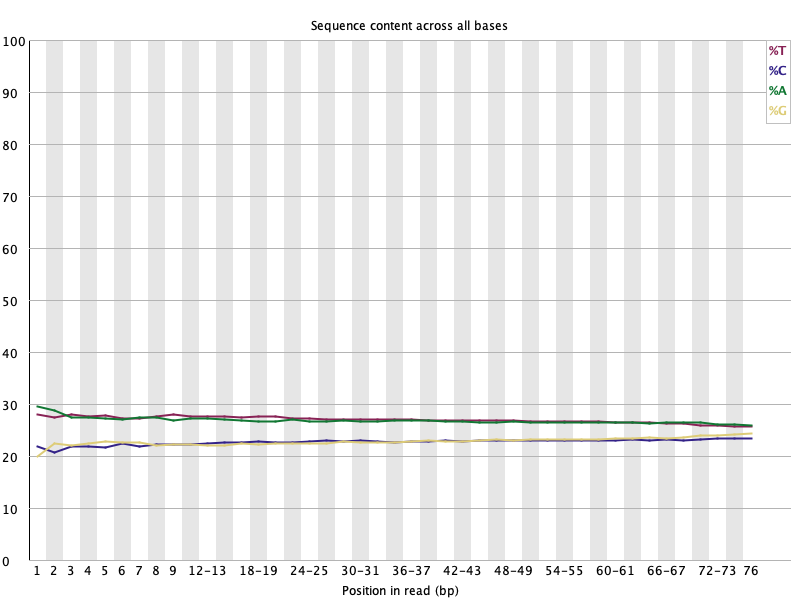 Sequence content across all bases
100
90
80
70
60
50
40
30
20
10
0
%T
%C
%A
%G
1 2 3 4 5 6 7 8 9 12-13 18-19 24-25 30-31 36-37 42-43 48-49 54-55 60-61 66-67 72-73 76
Position in read (bp)